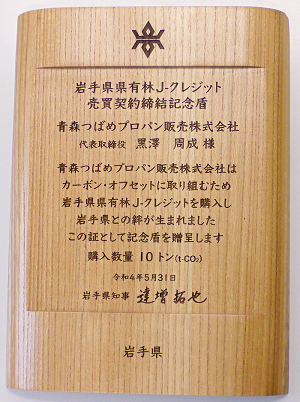 岩手県県有林J-クレジット
売買契約締結記念盾
青森つばめプロパン販売株式会社
代表取締役 黒澤 周成 様
青森つばめプロパン販売株式会社は
カーボン・オフセットに取り組むため
岩手県県有林J-クレジットを購入し
岩手県との絆が生まれました
この証として記念盾を贈呈します
購入数量 10トン(t-CO₂)
令和4年5月31日
岩手県知事 達増拓也
岩手県